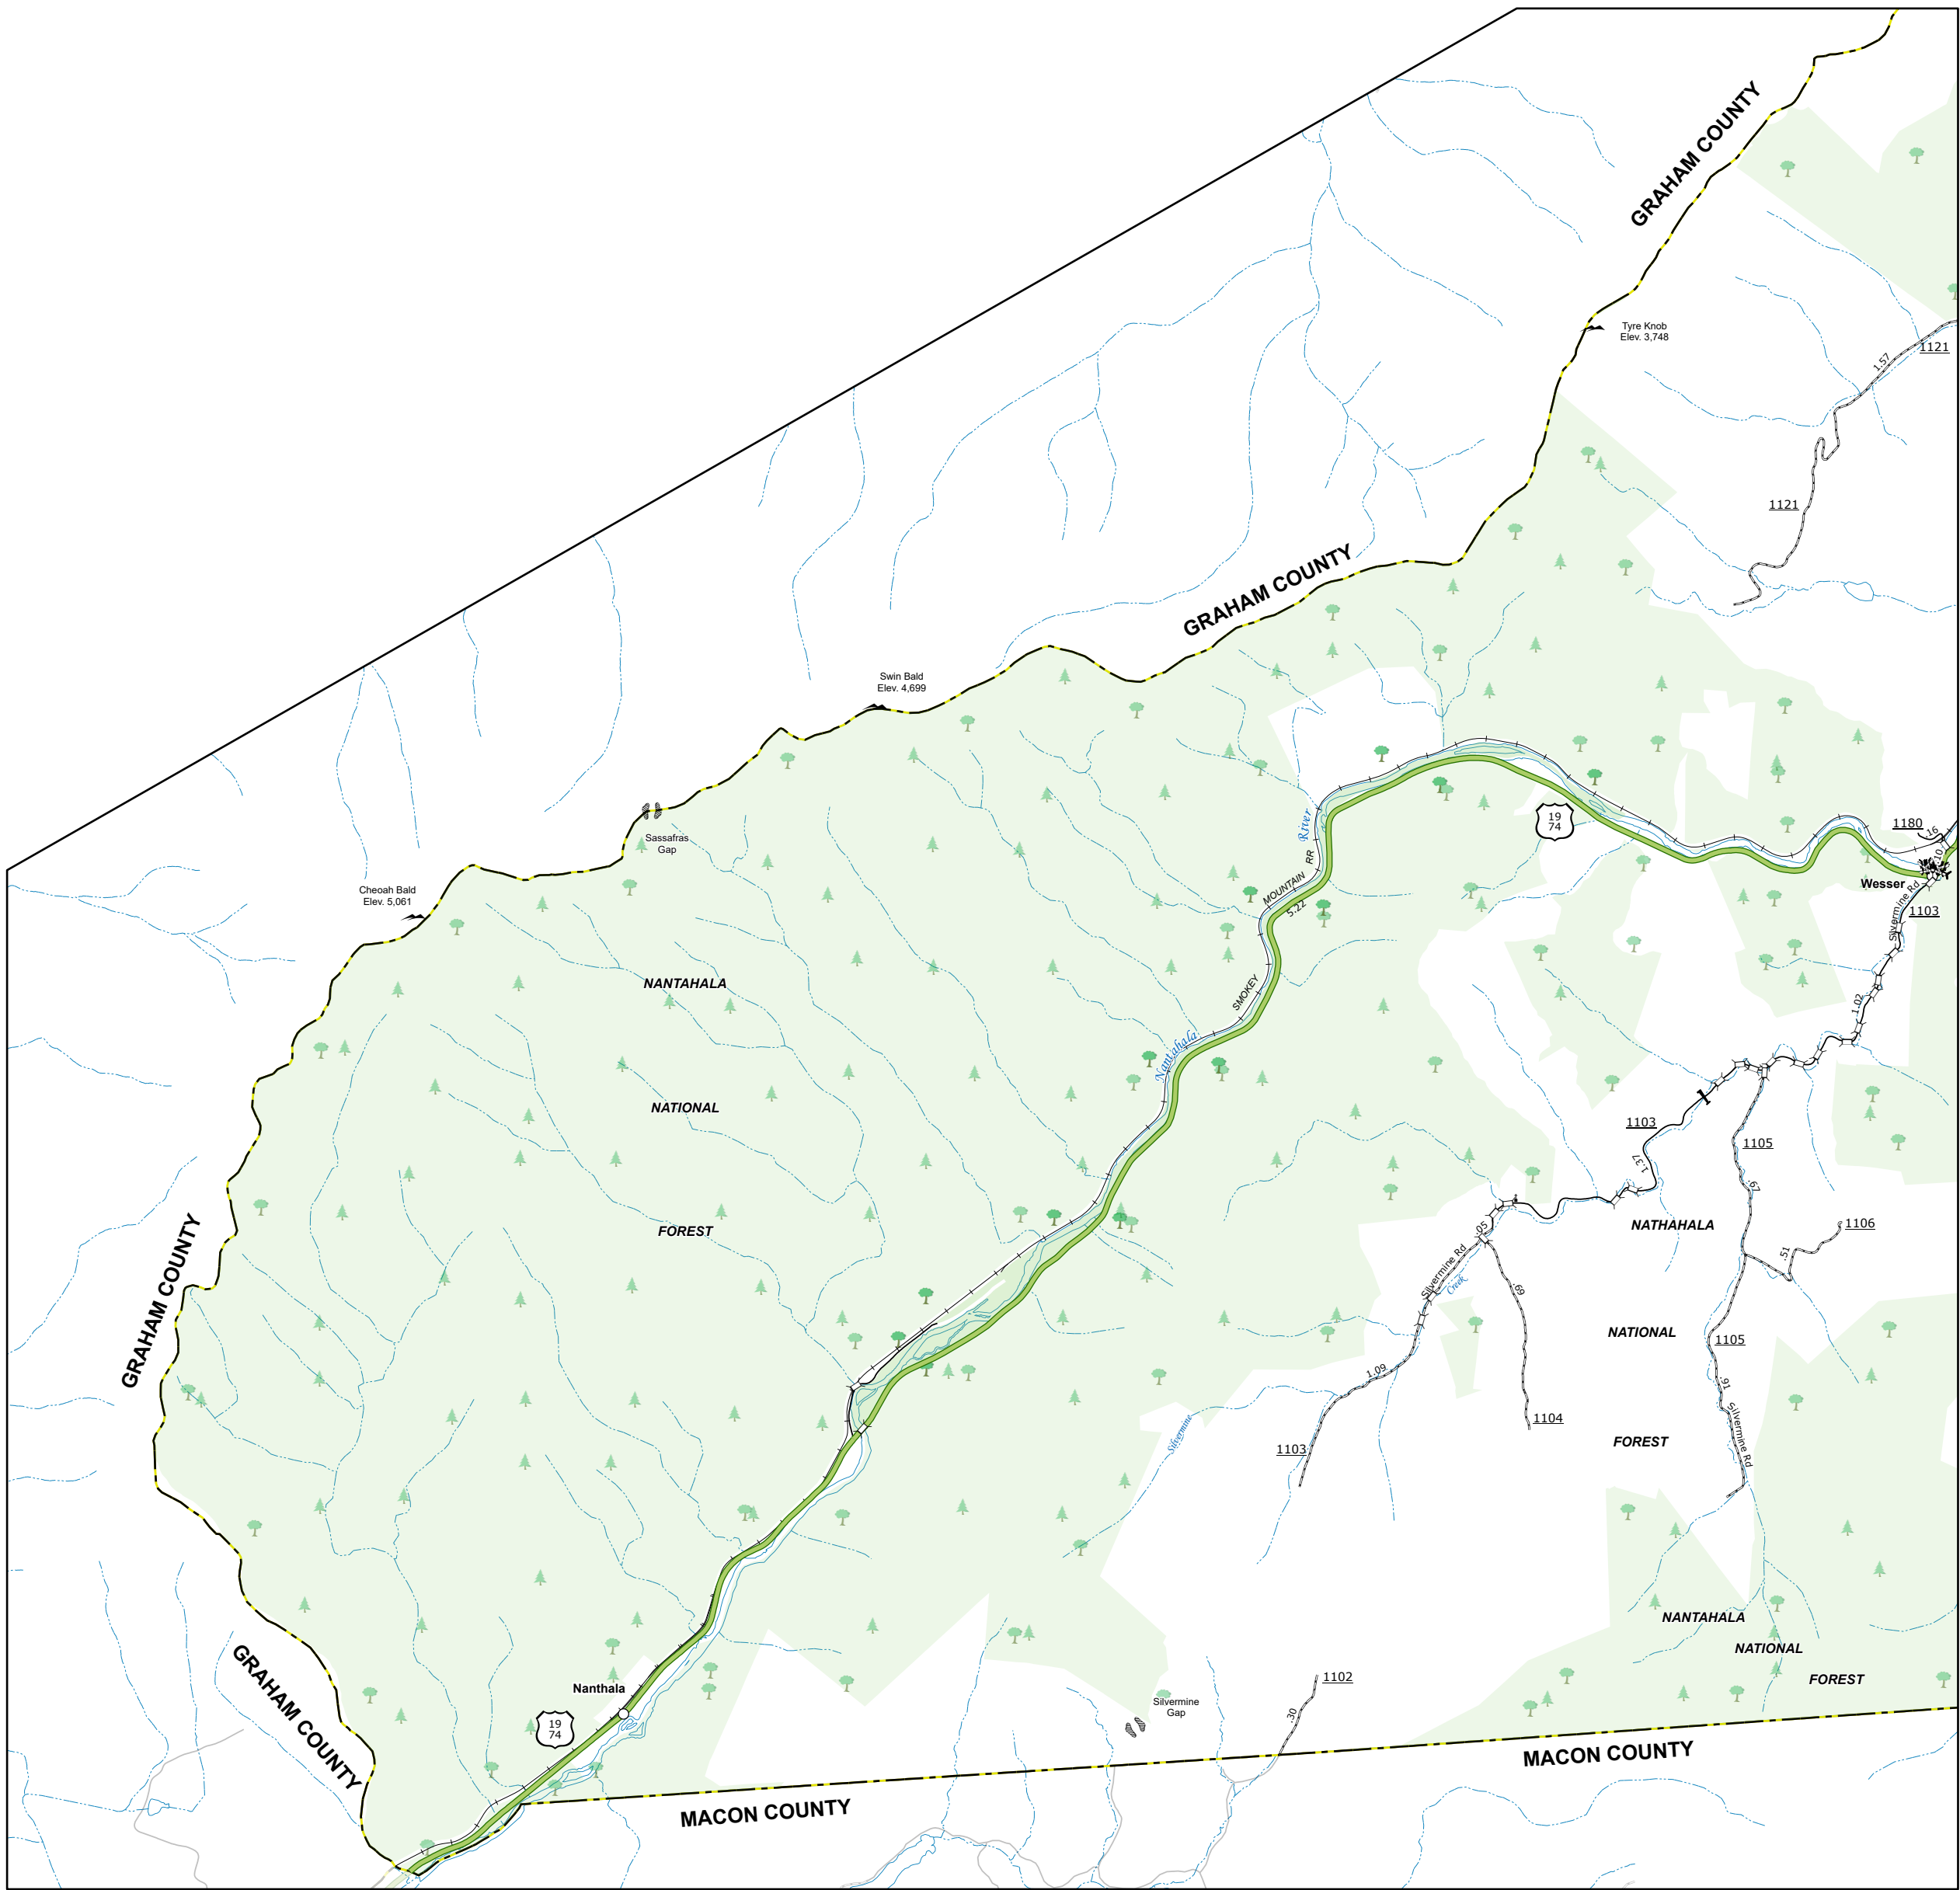 GRAHAM COUNTY
Tyre Knob
Elev. 3,748
1.57
1121
1121
GRAHAM COUNTY
Swin Bald
Elev. 4,699
Sassafras
Gap
Cheoah Bald
Elev. 5,061
River
RR
MOUNTAIN
5.22
SMOKEY
Nantahala
19
74
1180
.16
.10
Wesser
Silvermine Rd
1103
1.02
NANTAHALA
NATIONAL
FOREST
1103
1.37
1105
.67
1106
.51
NATHAHALA
NATIONAL
FOREST
.05
Silvermine Rd
Creek
.69
1104
1.09
1103
Silvermine
1105
.91
Silvermine Rd
GRAHAM COUNTY
GRAHAM COUNTY
Nanthala
19
74
NANTAHALA
NATIONAL
FOREST
Silvermine
Gap
1102
.30
MACON COUNTY
MACON COUNTY